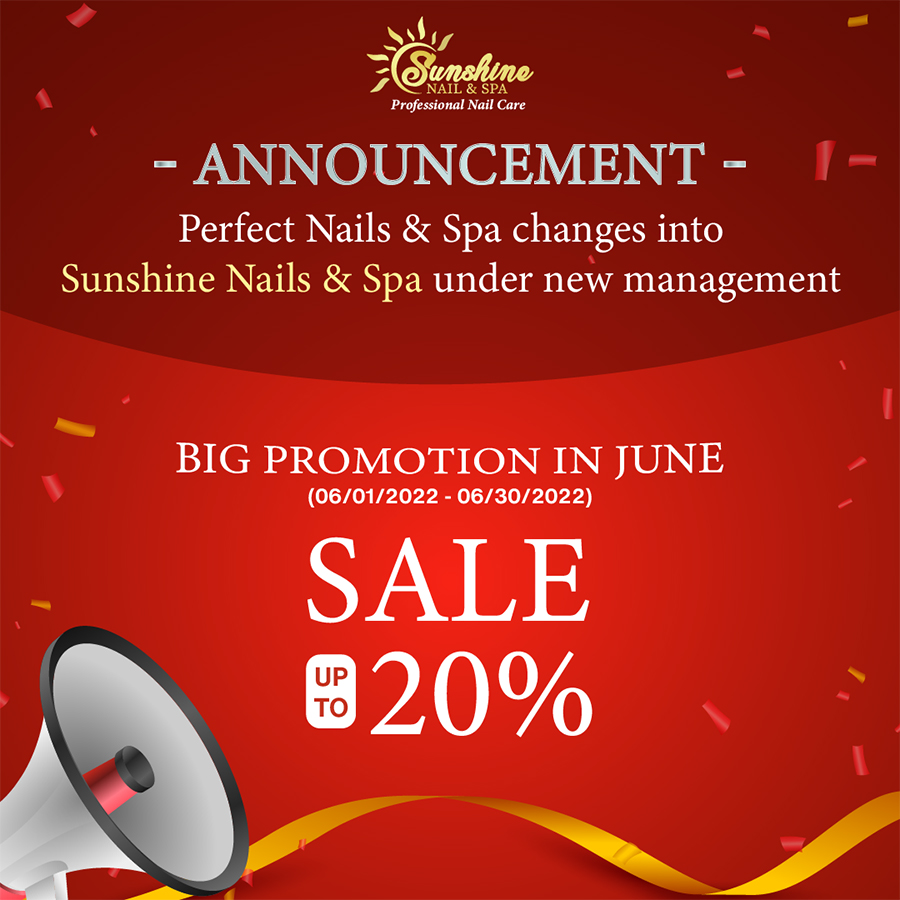 Sunshine
NAIL & SPA
Professional Nail Care
- ANNOUNCEMENT -
Perfect Nails & Spa changes into
Sunshine Nails & Spa under new management
BIG PROMOTION IN JUNE
(06/01/2022 - 06/30/2022)
SALE
UP TO 20%